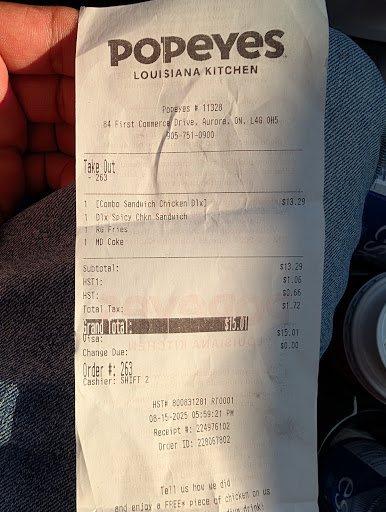 POPEYES
LOUISIANA KITCHEN
Popeyes # 11328
84 First Commerce Drive, Aurora, ON, L4G 0H5
905-751-0900
Take Out
- 263
1 [Combo Sandwich Chicken Dlx] $13.29
1 Dlx Spicy Chkn Sandwich
1 RG Fries
1 MD Coke
Subtotal: $13.29
HST1: $1.06
HST: $0.66
Total Tax: $1.72
Grand Total: $15.01
Visa: $15.01
Change Due: $0.00
Order #: 263
Cashier: SHIFT 2
HST# 800831281 RT0001
08-15-2025 05:59:21 PM
Receipt #: 224976102
Order ID: 229067802
Tell us how we did
and enjoy a FREE* piece of chicken on us
drink